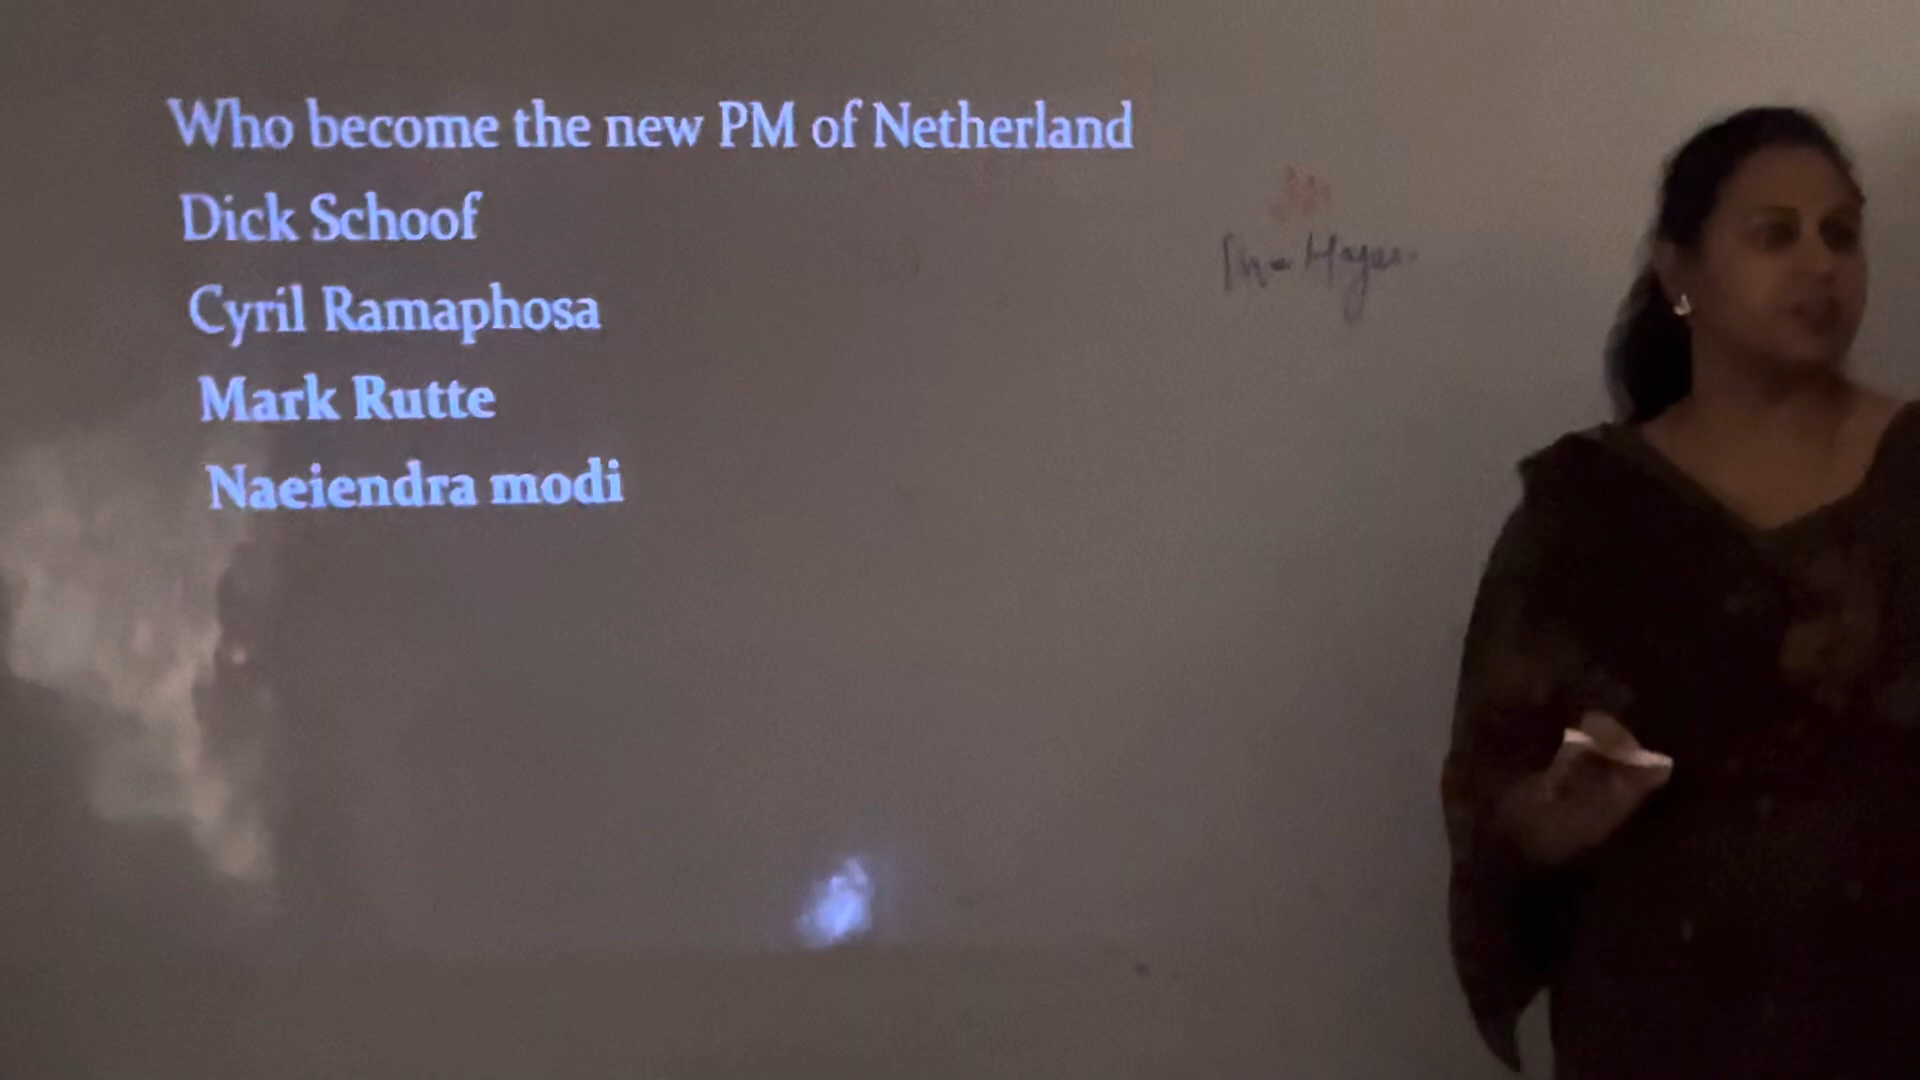 Who become the new PM of Netherland
Dick Schoof
Cyril Ramaphosa
Mark Rutte
Naeiendra modi